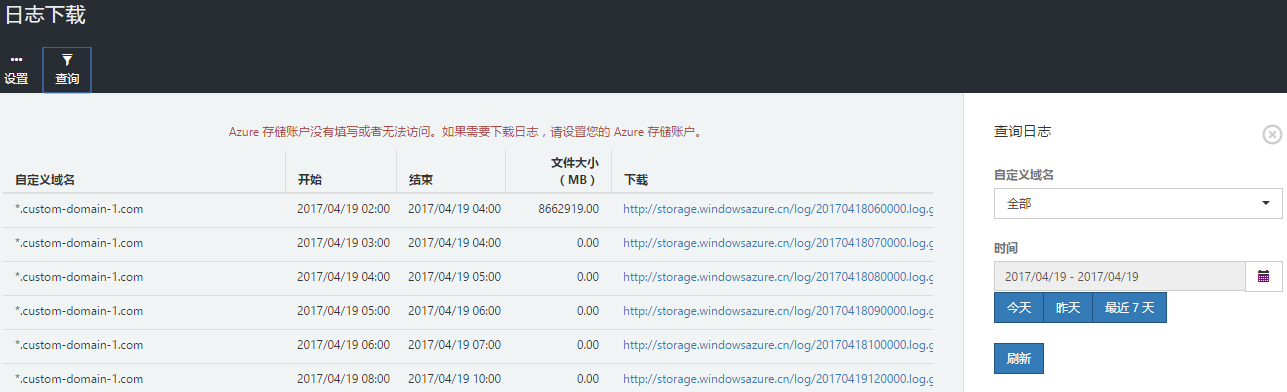 日志下载
设置
查询
Azure 存储账户没有填写或者无法访问。如果需要下载日志，请设置您的 Azure 存储账户。
自定义域名 开始 结束 文件大小（MB） 下载
*.custom-domain-1.com 2017/04/19 02:00 2017/04/19 04:00 8662919.00 http://storage.windowsazure.cn/log/20170418060000.log.g
*.custom-domain-1.com 2017/04/19 03:00 2017/04/19 04:00 0.00 http://storage.windowsazure.cn/log/20170418070000.log.g
*.custom-domain-1.com 2017/04/19 04:00 2017/04/19 05:00 0.00 http://storage.windowsazure.cn/log/20170418080000.log.g
*.custom-domain-1.com 2017/04/19 05:00 2017/04/19 06:00 0.00 http://storage.windowsazure.cn/log/20170418090000.log.g
*.custom-domain-1.com 2017/04/19 06:00 2017/04/19 07:00 0.00 http://storage.windowsazure.cn/log/20170418100000.log.g
*.custom-domain-1.com 2017/04/19 08:00 2017/04/19 10:00 0.00 http://storage.windowsazure.cn/log/20170419120000.log.g
查询日志
自定义域名
全部
时间
2017/04/19 - 2017/04/19
今天 昨天 最近 7 天
刷新